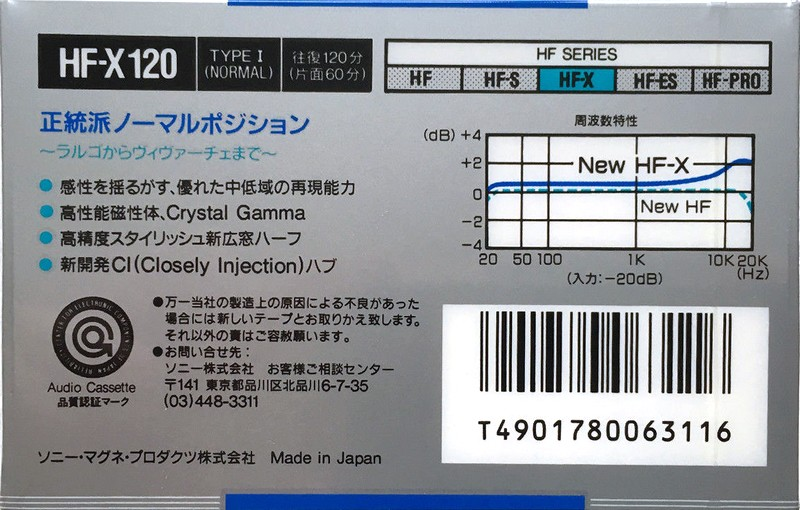 HF-X120
TYPE I
(NORMAL)
往復120分
(片面60分)
HF SERIES
HF HF-S HF-X HF-ES HF-PRO
正統派ノーマルポジション
〜ラルゴからヴィヴァーチェまで〜
● 感性を揺るがす、優れた中低域の再現能力
● 高性能磁性体、Crystal Gamma
● 高精度スタイリッシュ新広窓ハーフ
● 新開発CI(Closely Injection)ハブ
周波数特性
(dB) +4
+2
0
−2
−4
New HF-X
New HF
20 50 100 1K 10K 20K
(Hz)
(入力:−20dB)
Audio Cassette
品質認証マーク
●万一当社の製造上の原因による不良があった
場合には新しいテープとお取りかえ致します。
それ以外の責はご容赦願います。
●お問い合せ先:
ソニー株式会社 お客様ご相談センター
〒141 東京都品川区北品川6-7-35
(03)448-3311
T4901780063116
ソニー・マグネ・プロダクツ株式会社 Made in Japan